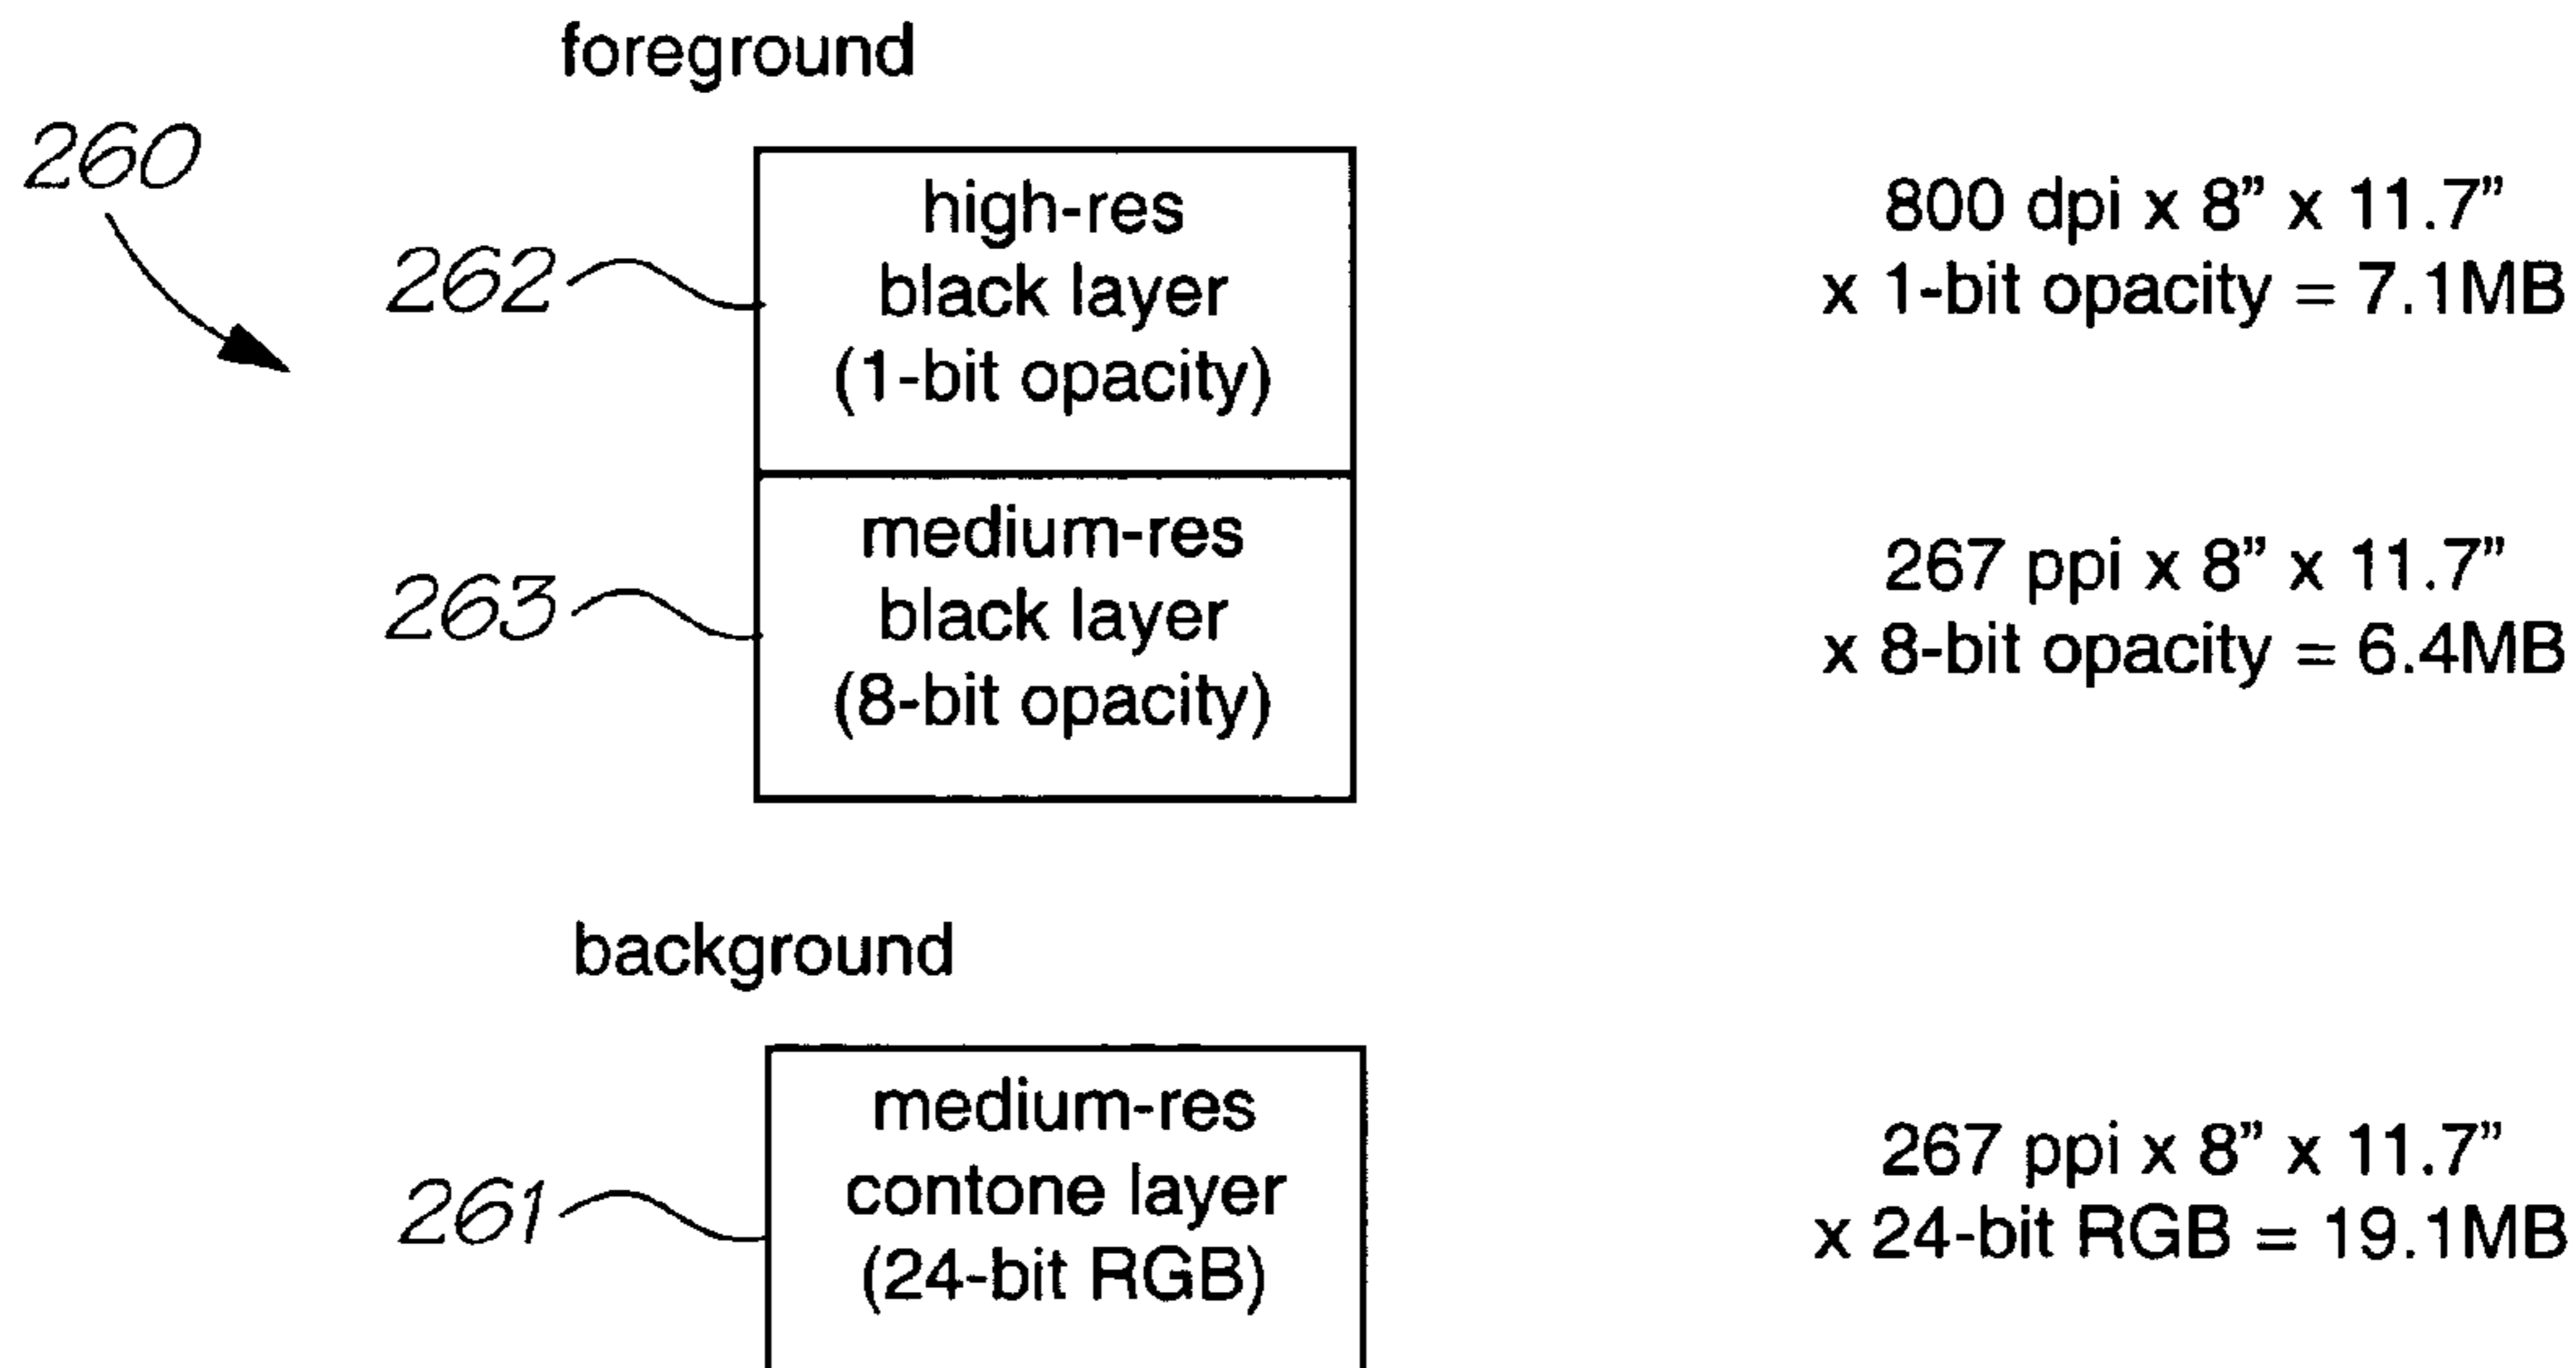 foreground
260
262
high-res
black layer
(1-bit opacity)
800 dpi x 8” x 11.7”
x 1-bit opacity = 7.1MB
263
medium-res
black layer
(8-bit opacity)
267 ppi x 8” x 11.7”
x 8-bit opacity = 6.4MB
background
261
medium-res
contone layer
(24-bit RGB)
267 ppi x 8” x 11.7”
x 24-bit RGB = 19.1MB